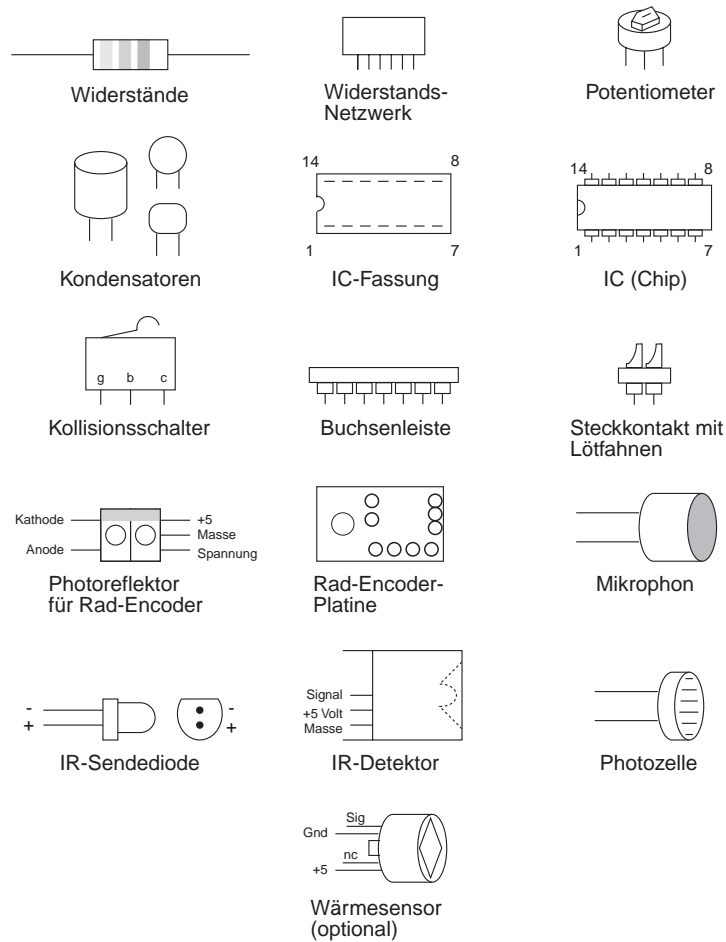 Widerstände
Widerstands-
Netzwerk
Potentiometer
14
8
1
7
14
8
1
7
Kondensatoren
IC-Fassung
IC (Chip)
g b c
Kollisionsschalter
Buchsenleiste
Steckkontakt mit
Lötfahnen
Kathode
Anode
+5
Masse
Spannung
Photoreflektor
für Rad-Encoder
Rad-Encoder-
Platine
Mikrophon
-
+
-
+
IR-Sendediode
Signal
+5 Volt
Masse
IR-Detektor
Photozelle
Sig
Gnd
nc
+5
Wärmesensor
(optional)